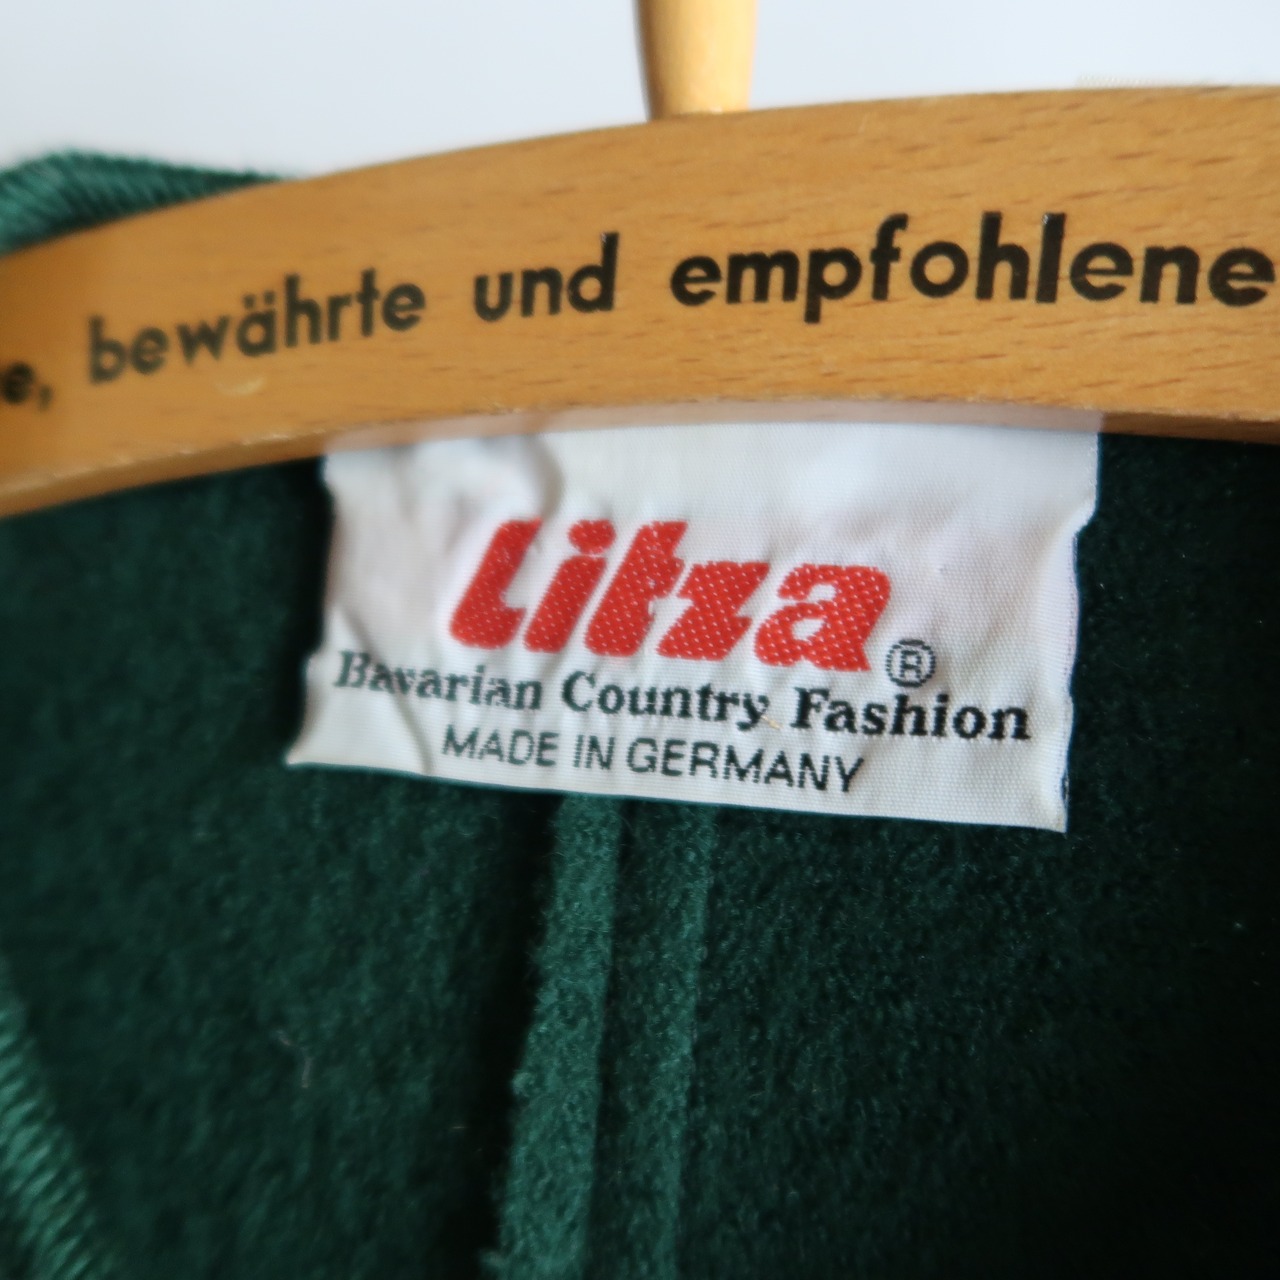 bewährte und empfohlene
Litza®
Bavarian Country Fashion
MADE IN GERMANY